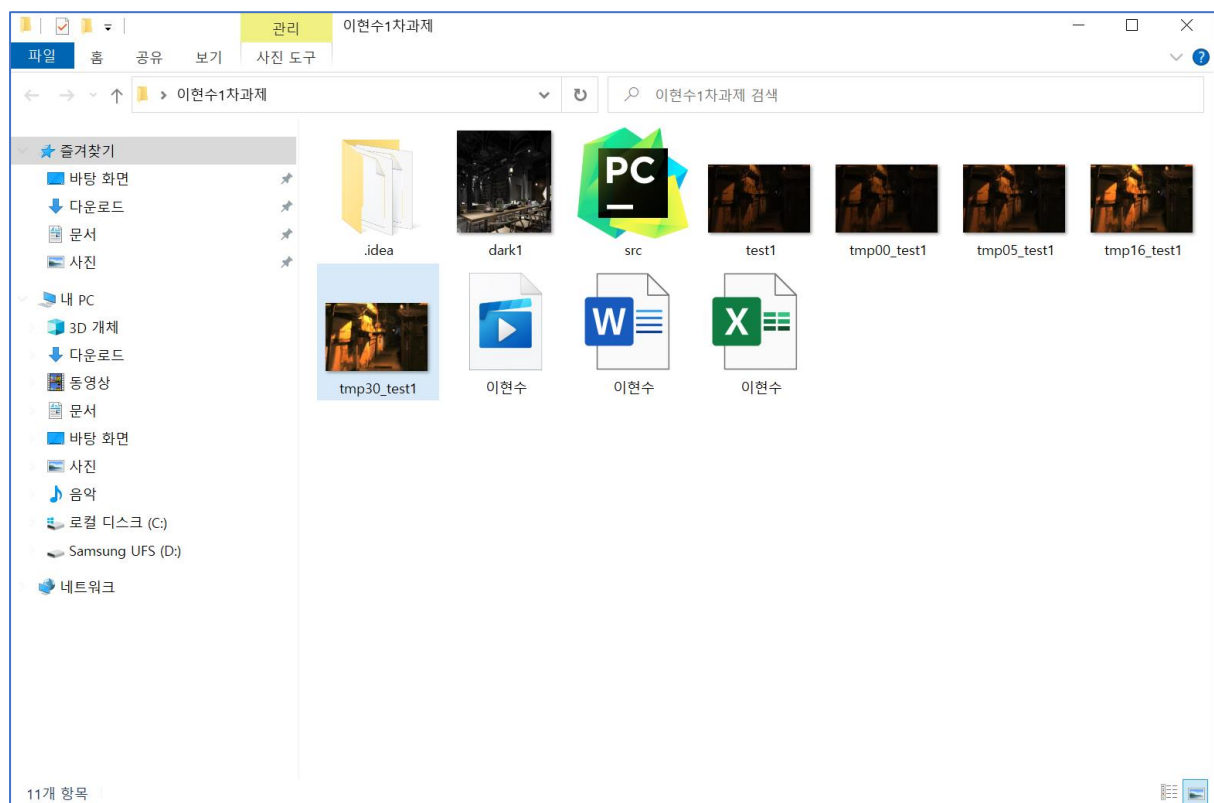 관리
이현수1차과제
파일
홈
공유
보기
사진 도구
이현수1차과제
이현수1차과제 검색
즐겨찾기
바탕 화면
다운로드
문서
사진
내 PC
3D 개체
다운로드
동영상
문서
바탕 화면
사진
음악
로컬 디스크 (C:)
Samsung UFS (D:)
네트워크
PC
.idea
dark1
src
test1
tmp00_test1
tmp05_test1
tmp16_test1
W
X
tmp30_test1
이현수
이현수
이현수
11개 항목